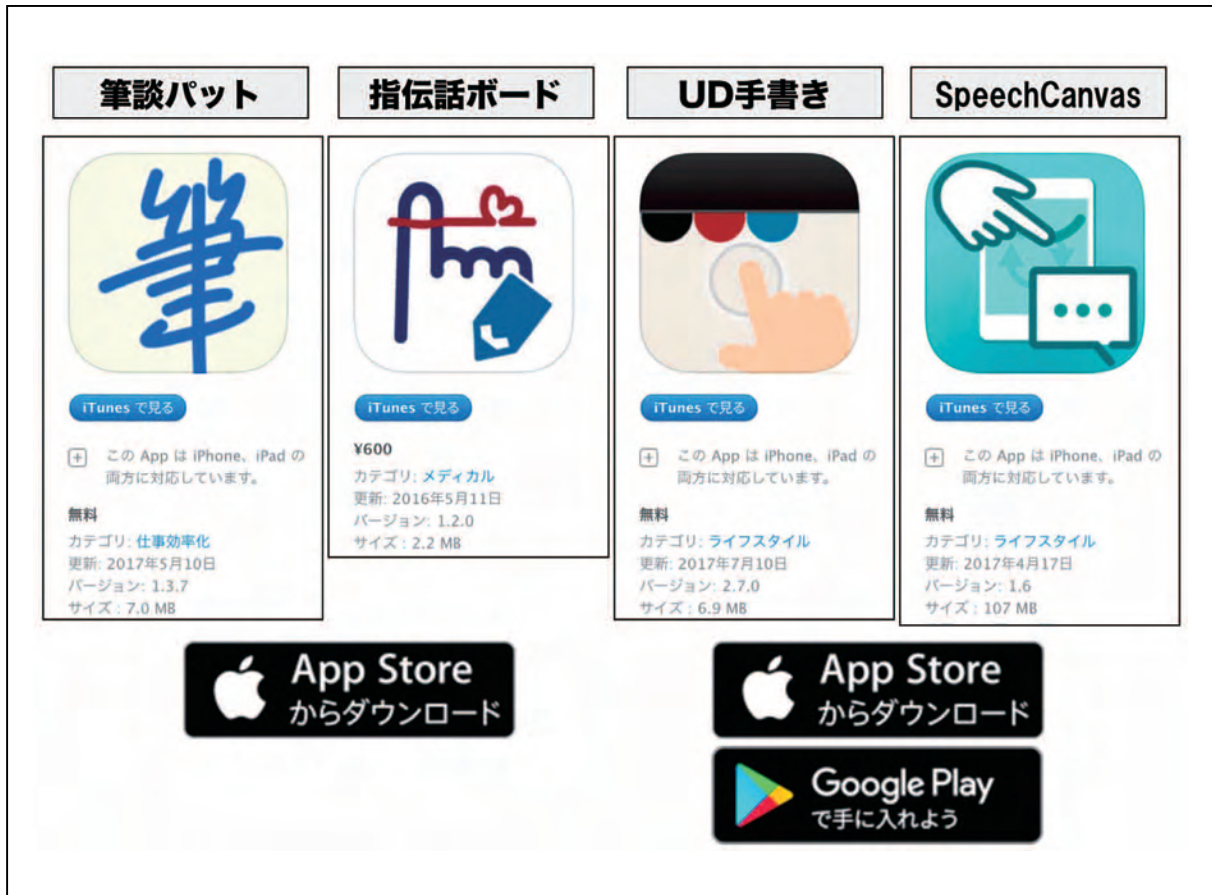 筆談パット
指伝話ボード
UD手書き
SpeechCanvas
筆
iTunes で見る
このApp は iPhone、iPad の
両方に対応しています。
無料
カテゴリ: 仕事効率化
更新: 2017年5月10日
バージョン: 1.3.7
サイズ : 7.0 MB
iTunes で見る
¥600
カテゴリ: メディカル
更新: 2016年5月11日
バージョン: 1.2.0
サイズ : 2.2 MB
iTunes で見る
このApp は iPhone、iPad の
両方に対応しています。
無料
カテゴリ: ライフスタイル
更新: 2017年7月10日
バージョン: 2.7.0
サイズ : 6.9 MB
iTunes で見る
このApp は iPhone、iPad の
両方に対応しています。
無料
カテゴリ: ライフスタイル
更新: 2017年4月17日
バージョン: 1.6
サイズ : 107 MB
App Store
からダウンロード
App Store
からダウンロード
Google Play
で手に入れよう